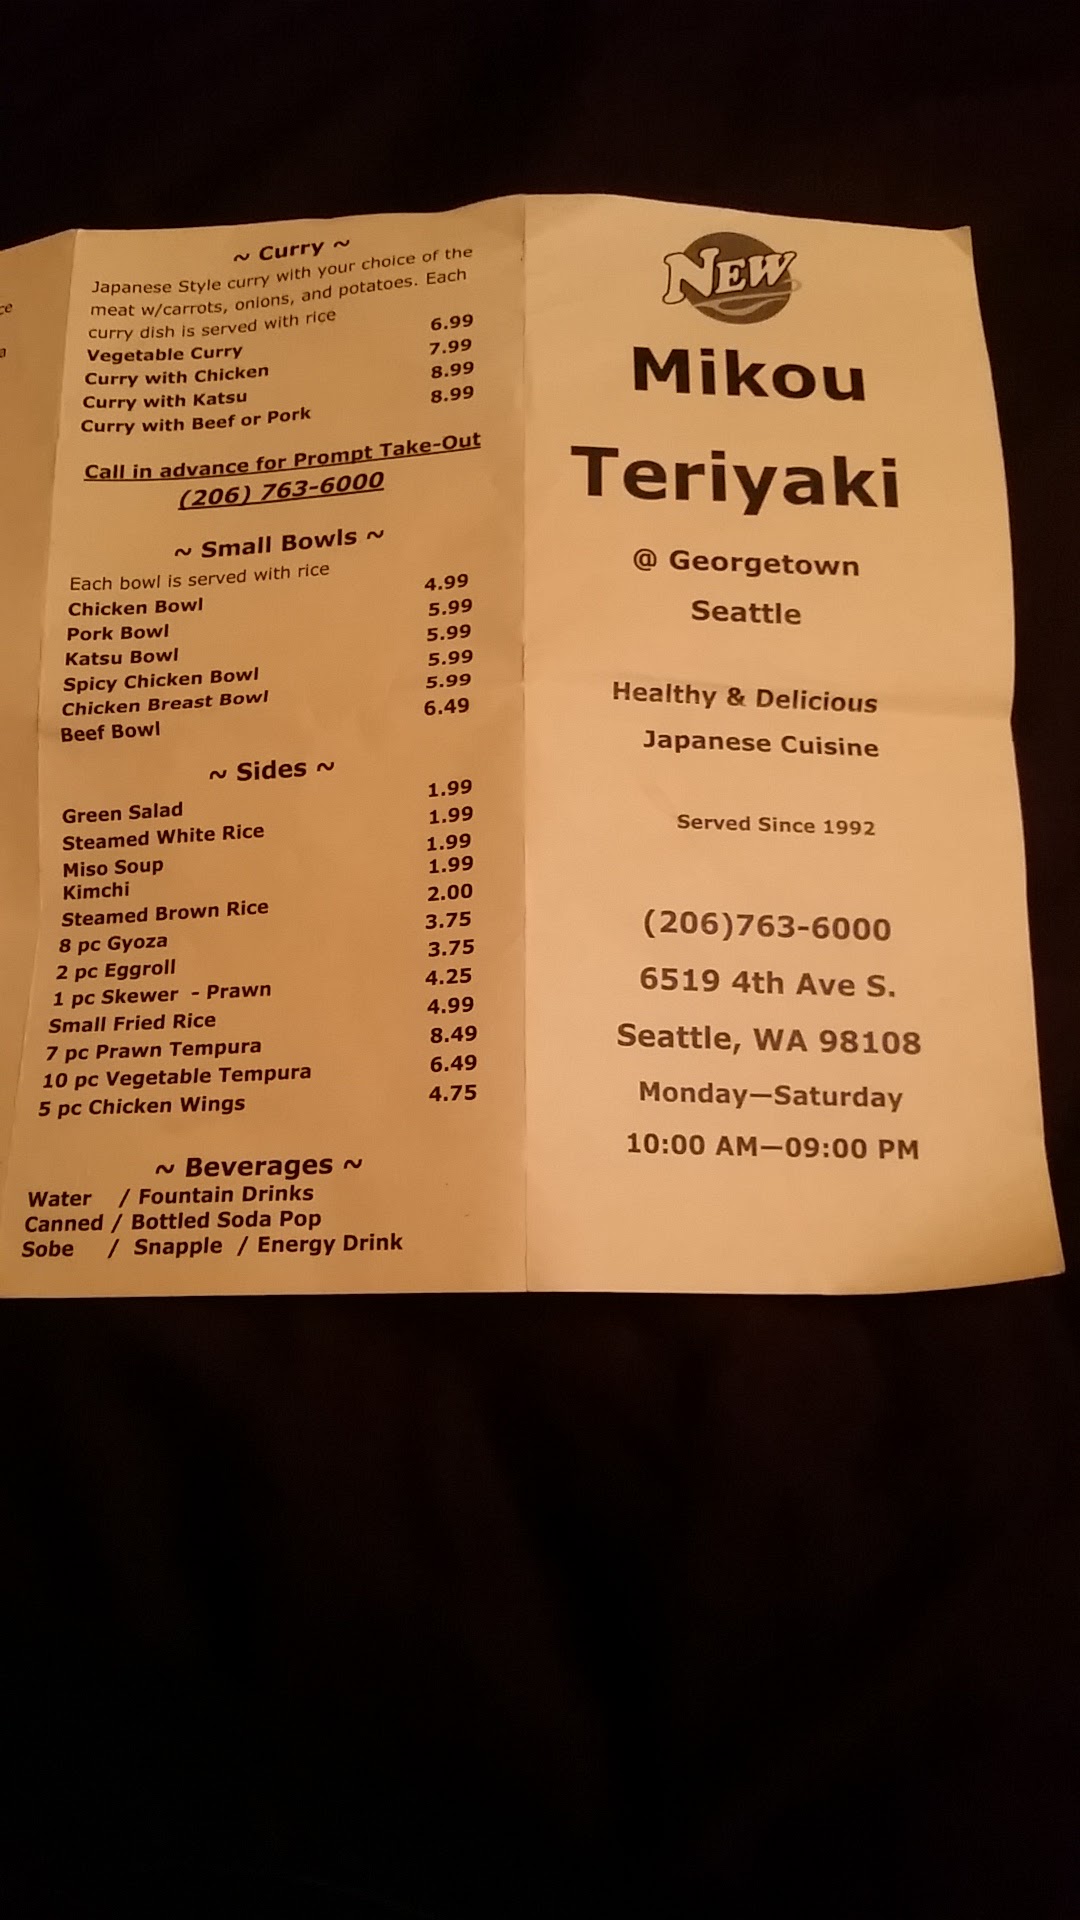 ce
~ Curry ~
Japanese Style curry with your choice of the
meat w/carrots, onions, and potatoes. Each
curry dish is served with rice
Vegetable Curry 6.99
Curry with Chicken 7.99
Curry with Katsu 8.99
Curry with Beef or Pork 8.99
Call in advance for Prompt Take-Out
(206) 763-6000
~ Small Bowls ~
Each bowl is served with rice
Chicken Bowl 4.99
Pork Bowl 5.99
Katsu Bowl 5.99
Spicy Chicken Bowl 5.99
Chicken Breast Bowl 5.99
Beef Bowl 6.49
~ Sides ~
Green Salad 1.99
Steamed White Rice 1.99
Miso Soup 1.99
Kimchi 1.99
Steamed Brown Rice 2.00
8 pc Gyoza 3.75
2 pc Eggroll 3.75
1 pc Skewer - Prawn 4.25
Small Fried Rice 4.99
7 pc Prawn Tempura 8.49
10 pc Vegetable Tempura 6.49
5 pc Chicken Wings 4.75
~ Beverages ~
Water / Fountain Drinks
Canned / Bottled Soda Pop
Sobe / Snapple / Energy Drink
NEW
Mikou
Teriyaki
@ Georgetown
Seattle
Healthy & Delicious
Japanese Cuisine
Served Since 1992
(206)763-6000
6519 4th Ave S.
Seattle, WA 98108
Monday—Saturday
10:00 AM—09:00 PM